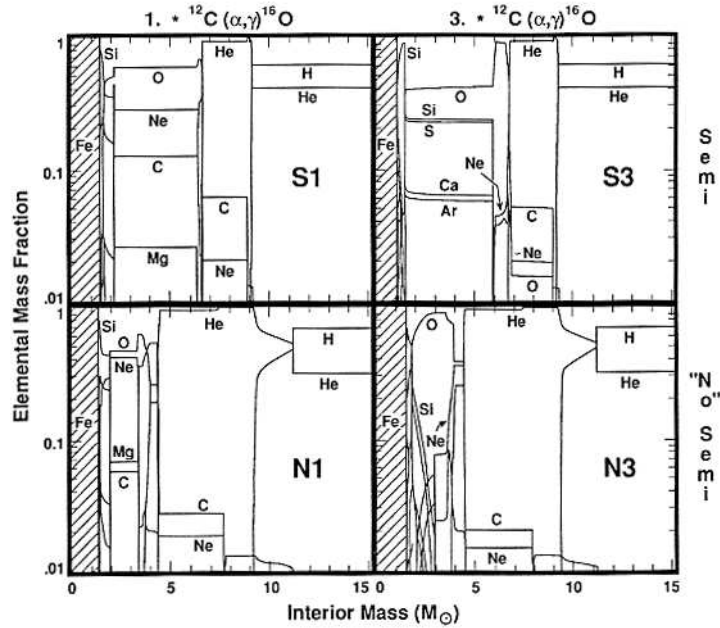 1. * ¹²C (α,γ)¹⁶O
3. * ¹²C (α,γ)¹⁶O
Elemental Mass Fraction
1
0.1
.01
1
0.1
.01
Si
He
O
H
He
Ne
Fe
C
S1
C
Mg
Ne
Si
He
O
H
He
Si
S
Fe
Ne
S3
Ca
Ar
C
Ne
O
Semi
Si
He
O
H
Ne
He
Fe
Mg
C
N1
C
Ne
O
He
H
Si
He
Fe
Ne
N3
C
Ne
"No" Semi
0 5 10 15
0 5 10 15
Interior Mass (M☉)